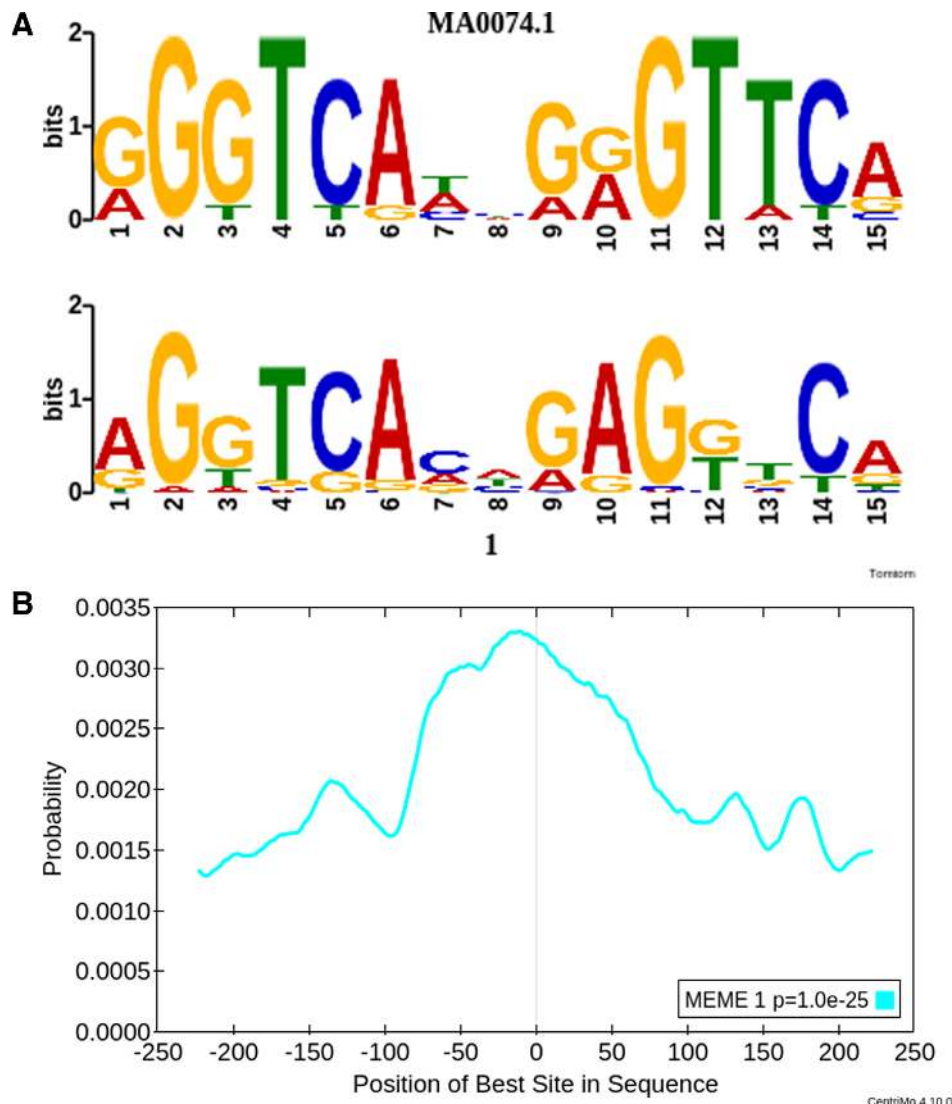 A
MA0074.1
2
bits
1
0
G G G T C A T G G G T T C A
A T T G A A A A T G
C C
1 2 3 4 5 6 7 8 9 10 11 12 13 14 15
2
bits
1
0
A G G T C A C A G A G G T C A
G T G G A T A G T G T G
1 2 3 4 5 6 7 8 9 10 11 12 13 14 15
1
Tomtom
B
0.0035
0.0030
0.0025
0.0020
0.0015
0.0010
0.0005
0.0000
Probability
MEME 1 p=1.0e-25
-250 -200 -150 -100 -50 0 50 100 150 200 250
Position of Best Site in Sequence